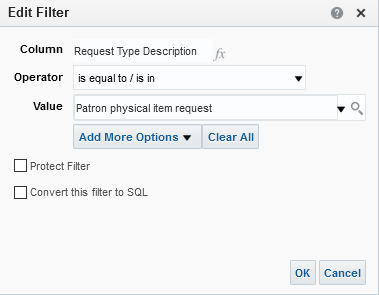 Edit Filter
Column Request Type Description fx
Operator is equal to / is in
Value Patron physical item request
Add More Options Clear All
Protect Filter
Convert this filter to SQL
OK Cancel